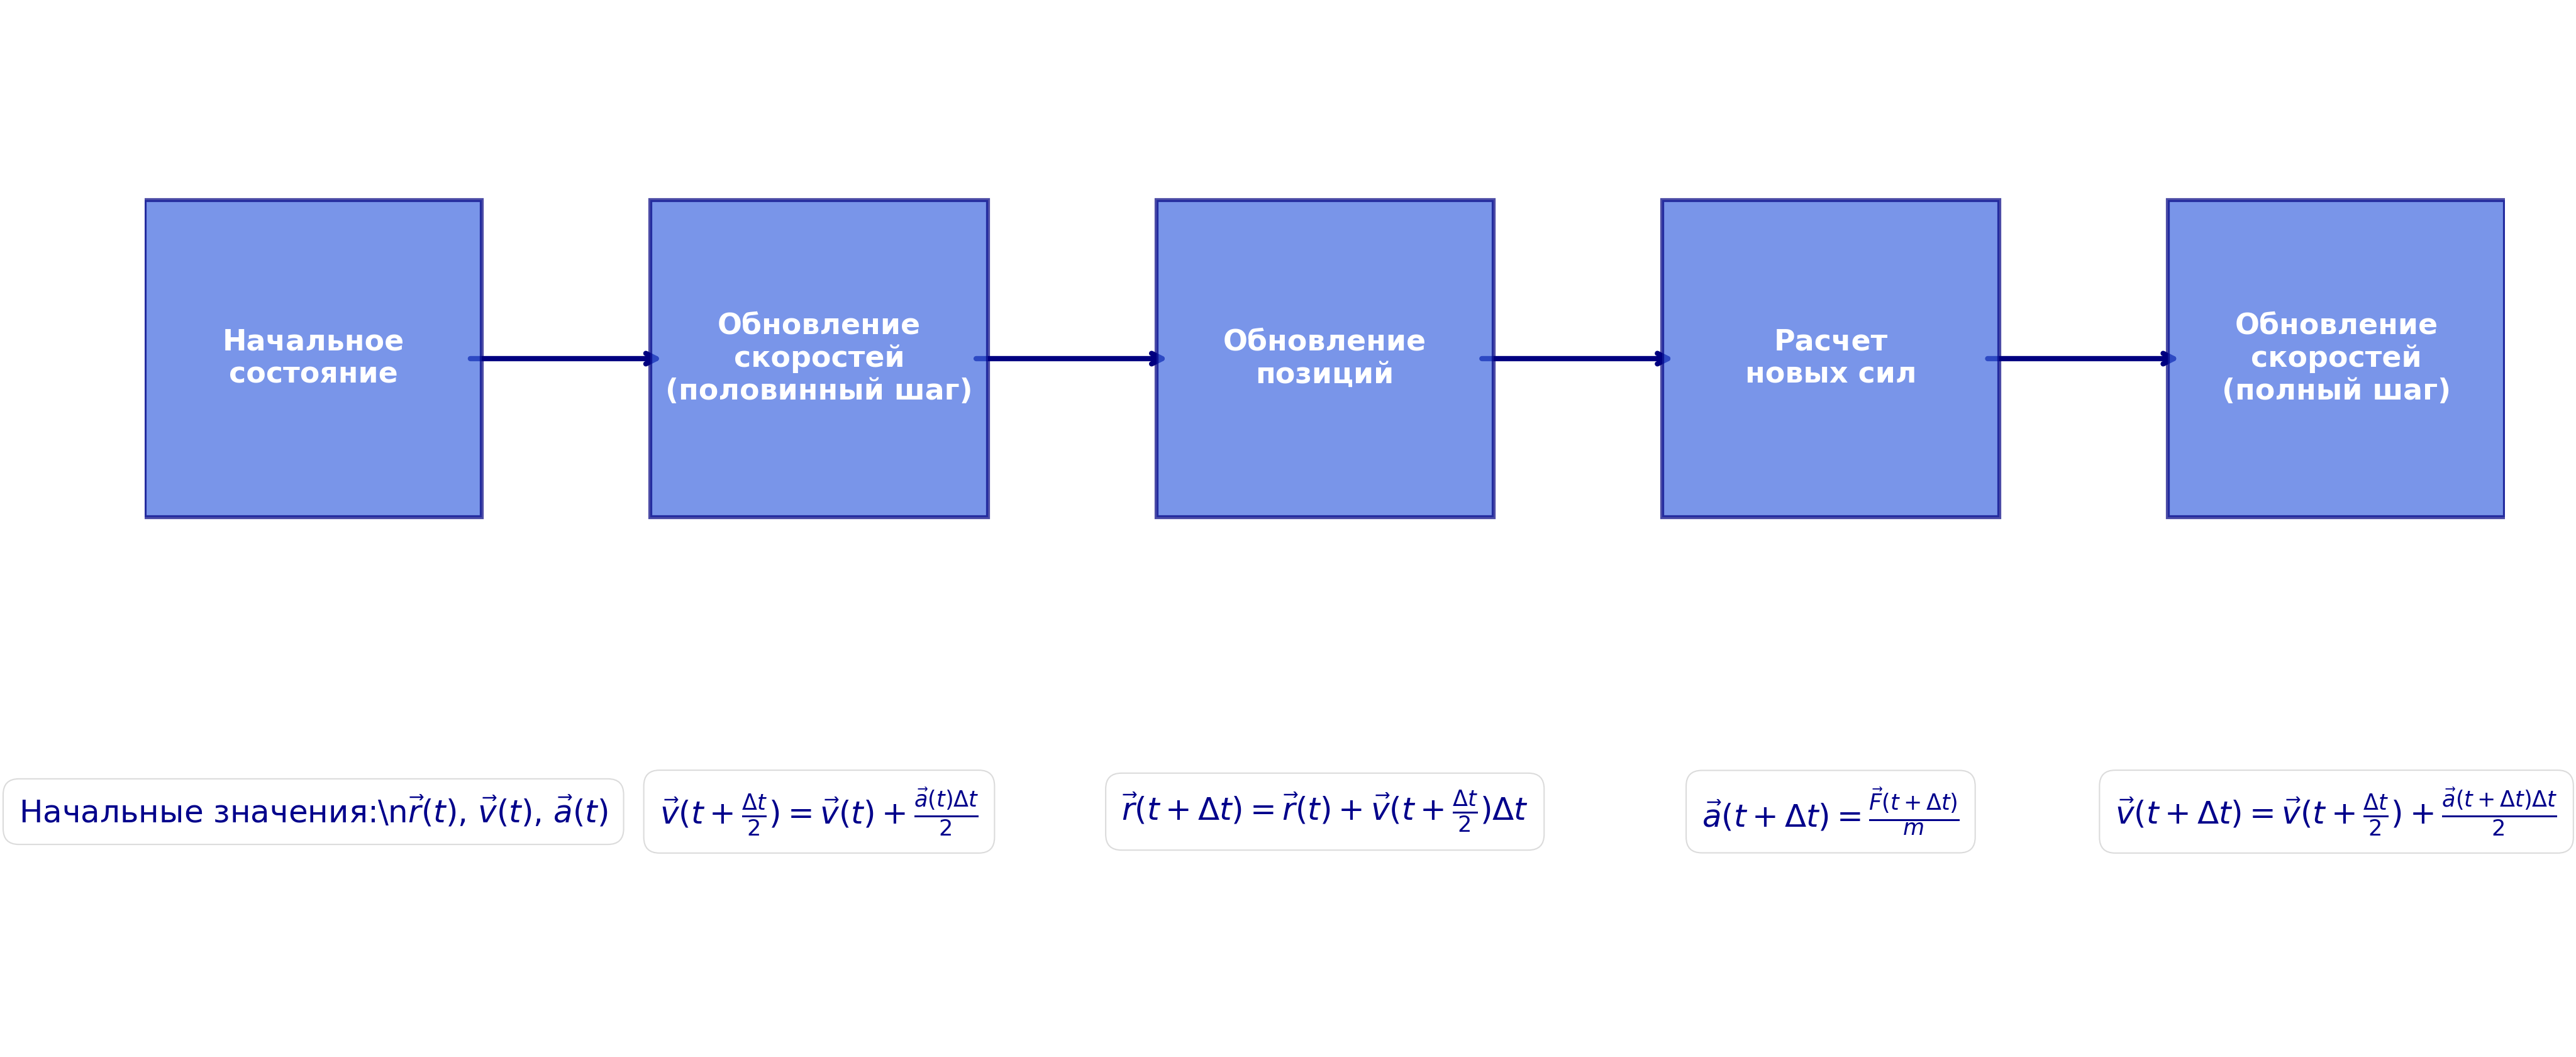 Начальное
состояние
Обновление
скоростей
(половинный шаг)
Обновление
позиций
Расчет
новых сил
Обновление
скоростей
(полный шаг)
Начальные значения:\n$\vec{r}(t)$, $\vec{v}(t)$, $\vec{a}(t)$
$\vec{v}(t + \frac{\Delta t}{2}) = \vec{v}(t) + \frac{\vec{a}(t)\Delta t}{2}$
$\vec{r}(t + \Delta t) = \vec{r}(t) + \vec{v}(t + \frac{\Delta t}{2})\Delta t$
$\vec{a}(t + \Delta t) = \frac{\vec{F}(t + \Delta t)}{m}$
$\vec{v}(t + \Delta t) = \vec{v}(t + \frac{\Delta t}{2}) + \frac{\vec{a}(t + \Delta t)\Delta t}{2}$